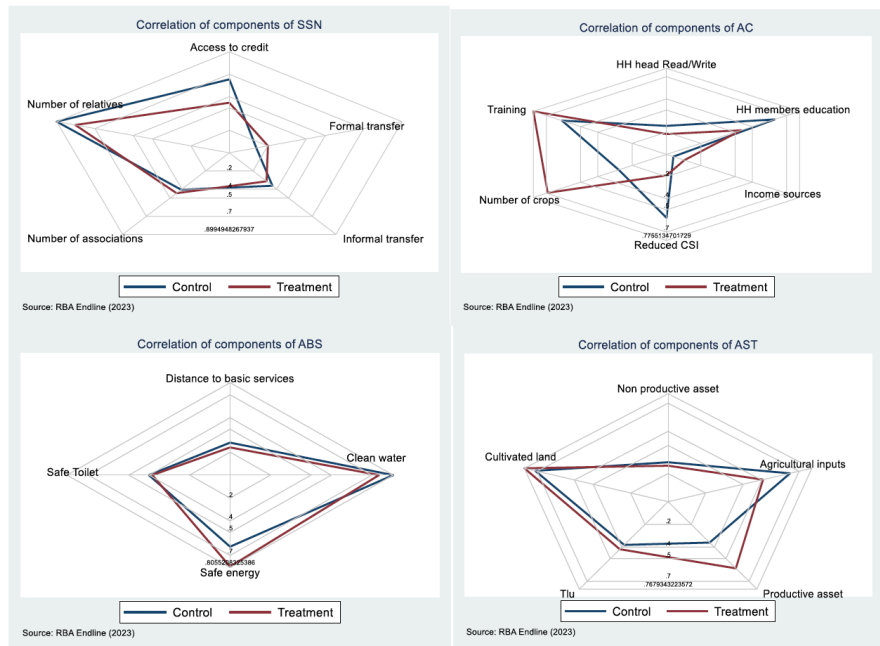 Correlation of components of SSN
Access to credit
Number of relatives
Formal transfer
.2
.4
.5
.7
.8994948267937
Number of associations
Informal transfer
Control
Treatment
Source: RBA Endline (2023)
Correlation of components of AC
HH head Read/Write
Training
HH members education
.2
.4
.7
Number of crops
Income sources
.7755134701729
Reduced CSI
Control
Treatment
Source: RBA Endline (2023)
Correlation of components of ABS
Distance to basic services
Safe Toilet
Clean water
.2
.4
.5
.7
Safe energy
Control
Treatment
Source: RBA Endline (2023)
Correlation of components of AST
Non productive asset
Cultivated land
Agricultural inputs
.2
.4
.5
.7
.7679343223572
Tlu
Productive asset
Control
Treatment
Source: RBA Endline (2023)